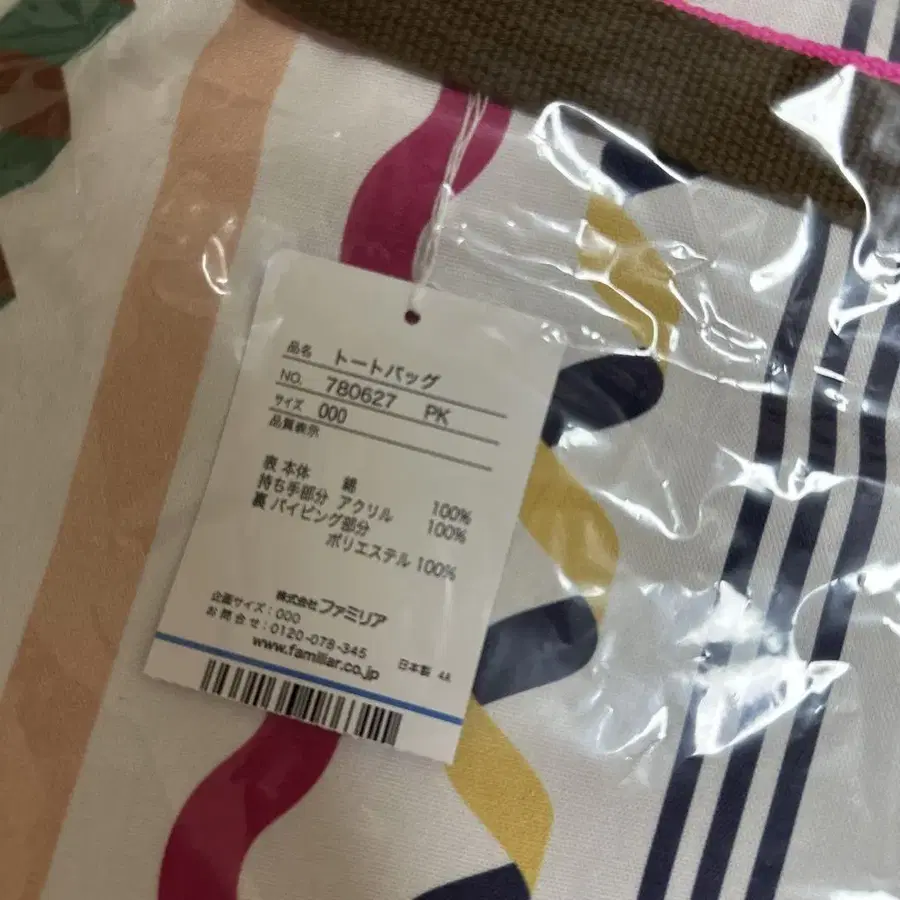 品名 トートバッグ
NO. 780627 PK
サイズ 000
品質表示
表 本体 綿 100%
持ち手部分 アクリル 100%
裏 パイピング部分
ポリエステル 100%
株式会社 ファミリア
企画サイズ：000
お問合せ：0120-078-345
www.familiar.co.jp
日本製 4A